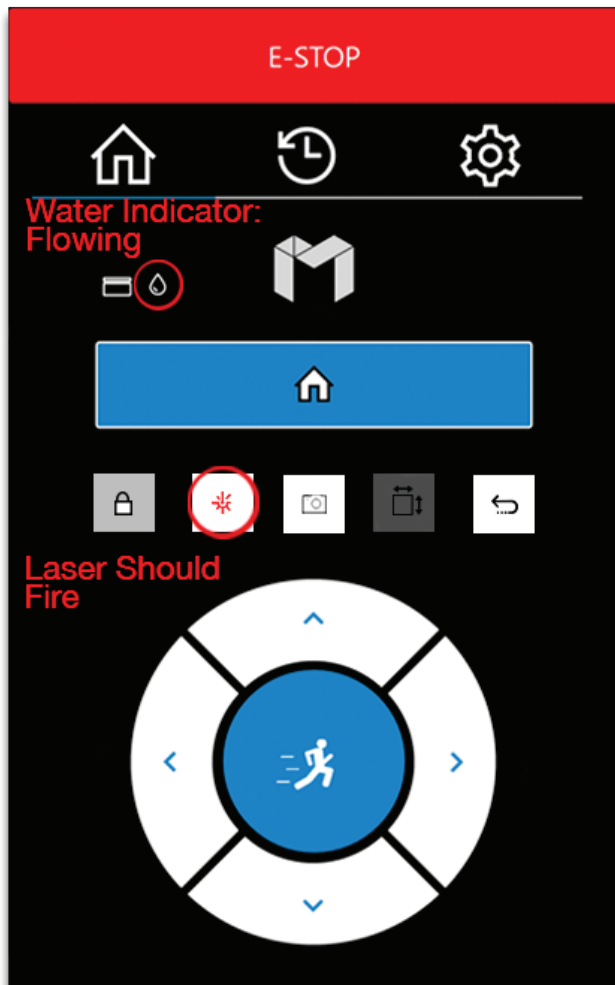 E-STOP
Water Indicator:
Flowing
Laser Should
Fire